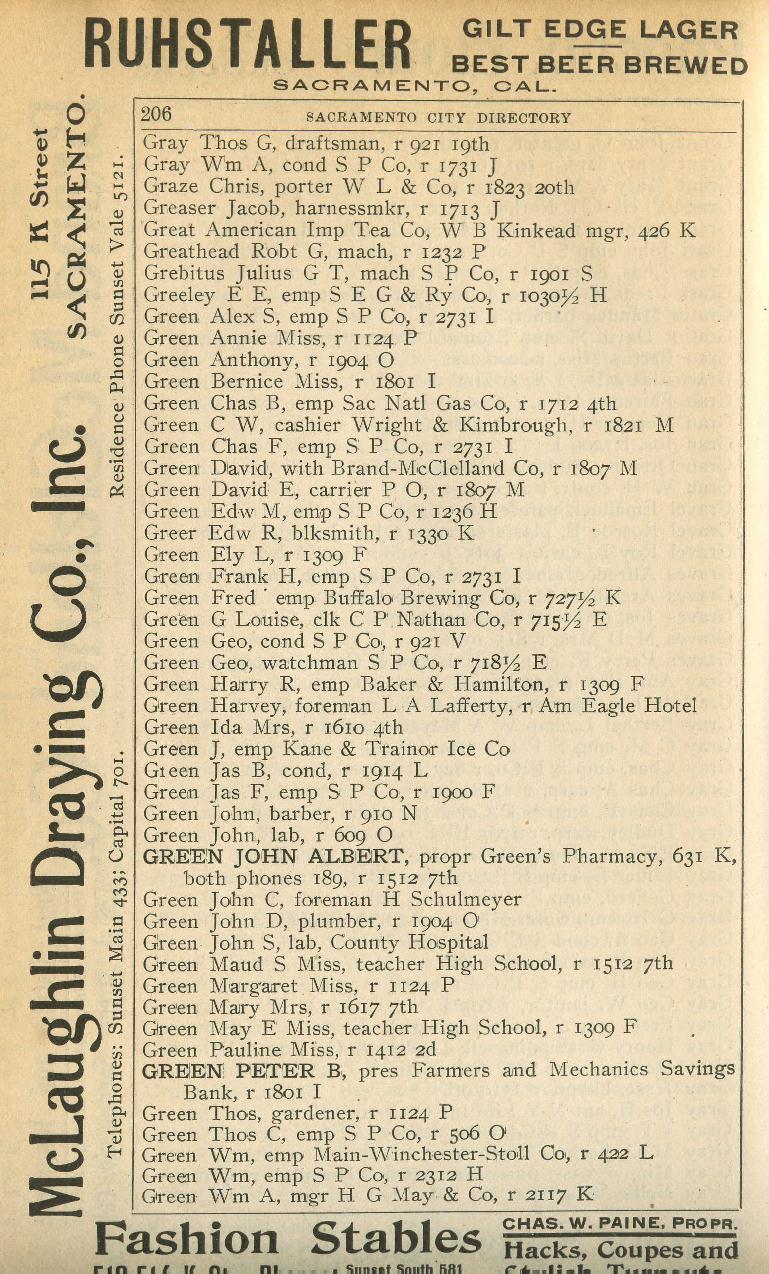 RUHSTALLER
GILT EDGE LAGER
BEST BEER BREWED
SACRAMENTO, CAL.
McLaughlin Draying Co., Inc.
115 K Street
SACRAMENTO.
Telephones: Sunset Main 433; Capital 701.
Residence Phone Sunset Vale 5121.
206 SACRAMENTO CITY DIRECTORY
Gray Thos G, draftsman, r 921 19th
Gray Wm A, cond S P Co, r 1731 J
Graze Chris, porter W L & Co, r 1823 20th
Greaser Jacob, harnessmkr, r 1713 J
Great American Imp Tea Co, W B Kinkead mgr, 426 K
Greathead Robt G, mach, r 1232 P
Grebitus Julius G T, mach S P Co, r 1901 S
Greeley E E, emp S E G & Ry Co, r 1030½ H
Green Alex S, emp S P Co, r 2731 I
Green Annie Miss, r 1124 P
Green Anthony, r 1904 O
Green Bernice Miss, r 1801 I
Green Chas B, emp Sac Natl Gas Co, r 1712 4th
Green C W, cashier Wright & Kimbrough, r 1821 M
Green Chas F, emp S P Co, r 2731 I
Green David, with Brand-McClelland Co, r 1807 M
Green David E, carrier P O, r 1807 M
Green Edw M, emp S P Co, r 1236 H
Greer Edw R, blksmith, r 1330 K
Green Ely L, r 1309 F
Green Frank H, emp S P Co, r 2731 I
Green Fred emp Buffalo Brewing Co, r 727½ K
Green G Louise, clk C P Nathan Co, r 715½ E
Green Geo, cond S P Co, r 921 V
Green Geo, watchman S P Co, r 718½ E
Green Harry R, emp Baker & Hamilton, r 1309 F
Green Harvey, foreman L A Lafferty, r Am Eagle Hotel
Green Ida Mrs, r 1610 4th
Green J, emp Kane & Trainor Ice Co
Green Jas B, cond, r 1914 L
Green Jas F, emp S P Co, r 1900 F
Green John, barber, r 910 N
Green John, lab, r 609 O
GREEN JOHN ALBERT, propr Green's Pharmacy, 631 K,
both phones 189, r 1512 7th
Green John C, foreman H Schulmeyer
Green John D, plumber, r 1904 O
Green John S, lab, County Hospital
Green Maud S Miss, teacher High School, r 1512 7th
Green Margaret Miss, r 1124 P
Green Mary Mrs, r 1617 7th
Green May E Miss, teacher High School, r 1309 F
Green Pauline Miss, r 1412 2d
GREEN PETER B, pres Farmers and Mechanics Savings
Bank, r 1801 I
Green Thos, gardener, r 1124 P
Green Thos C, emp S P Co, r 506 O
Green Wm, emp Main-Winchester-Stoll Co, r 422 L
Green Wm, emp S P Co, r 2312 H
Green Wm A, mgr H G May & Co, r 2117 K
Fashion Stables
CHAS. W. PAINE, PROPR.
Hacks, Coupes and
Sunset South 681